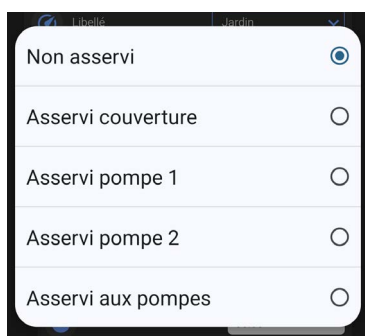 Libellé Jardin
Non asservi
Asservi couverture
Asservi pompe 1
Asservi pompe 2
Asservi aux pompes